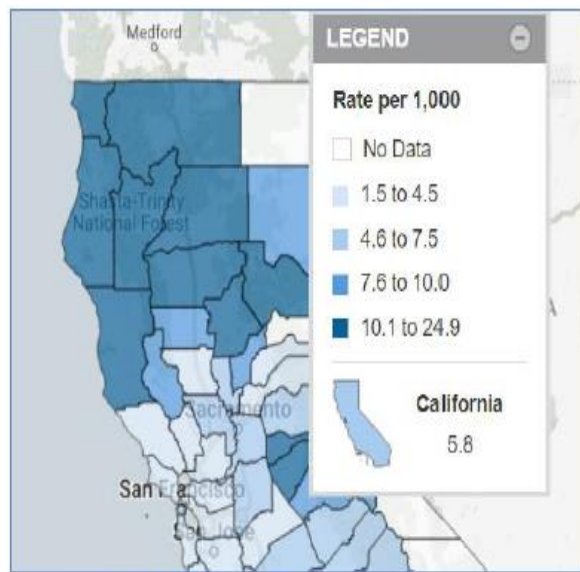 Medford
LEGEND
Rate per 1,000
No Data
1.5 to 4.5
4.6 to 7.5
7.6 to 10.0
10.1 to 24.9
California
5.8
Shasta-Trinity
National Forest
Sacramento
San Francisco
San Jose